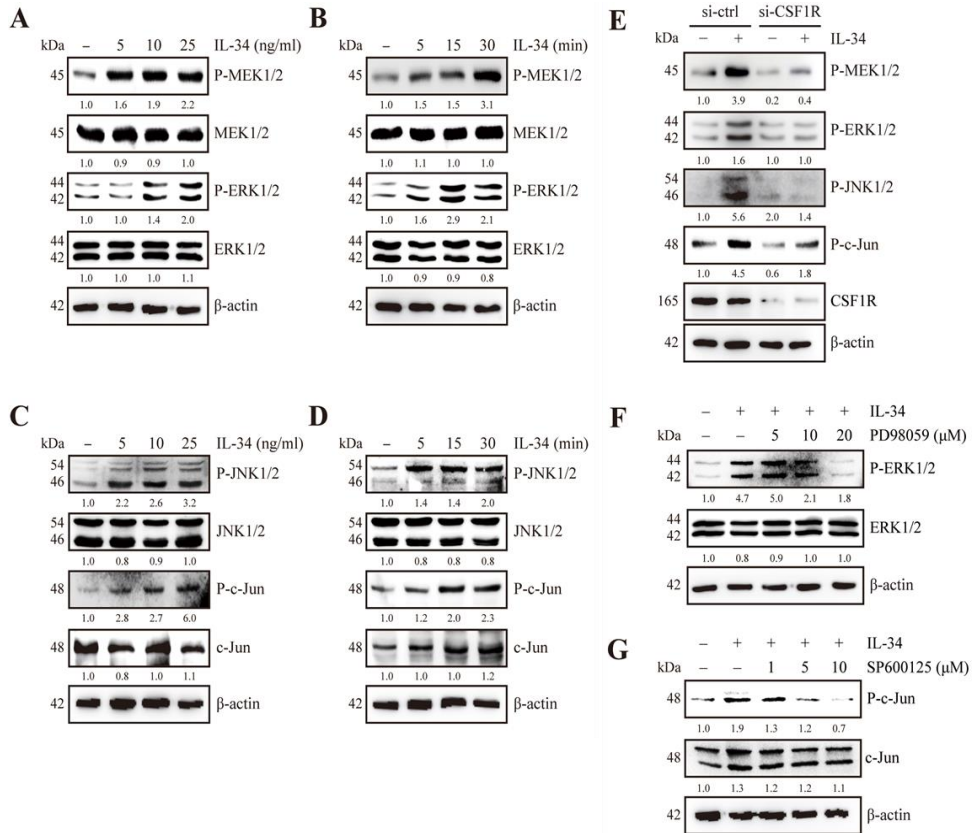 A
kDa – 5 10 25 IL-34 (ng/ml)
45 P-MEK1/2
1.0 1.6 1.9 2.2
45 MEK1/2
1.0 0.9 0.9 1.0
44
42 P-ERK1/2
1.0 1.0 1.4 2.0
44
42 ERK1/2
1.0 1.0 1.0 1.1
42 β-actin
B
kDa – 5 15 30 IL-34 (min)
45 P-MEK1/2
1.0 1.5 1.5 3.1
45 MEK1/2
1.0 1.1 1.0 1.0
44
42 P-ERK1/2
1.0 1.6 2.9 2.1
44
42 ERK1/2
1.0 0.9 0.9 0.8
42 β-actin
C
kDa – 5 10 25 IL-34 (ng/ml)
54
46 P-JNK1/2
1.0 2.2 2.6 3.2
54
46 JNK1/2
1.0 0.8 0.9 1.0
48 P-c-Jun
1.0 2.8 2.7 6.0
48 c-Jun
1.0 0.8 1.0 1.1
42 β-actin
D
kDa – 5 15 30 IL-34 (min)
54
46 P-JNK1/2
1.0 1.4 1.4 2.0
54
46 JNK1/2
1.0 0.8 0.8 0.8
48 P-c-Jun
1.0 1.2 2.0 2.3
48 c-Jun
1.0 1.0 1.0 1.2
42 β-actin
E
si-ctrl si-CSF1R
kDa – + – + IL-34
45 P-MEK1/2
1.0 3.9 0.2 0.4
44
42 P-ERK1/2
1.0 1.6 1.0 1.0
54
46 P-JNK1/2
1.0 5.6 2.0 1.4
48 P-c-Jun
1.0 4.5 0.6 1.8
165 CSF1R
42 β-actin
F
– + + + + IL-34
kDa – – 5 10 20 PD98059 (μM)
44
42 P-ERK1/2
1.0 4.7 5.0 2.1 1.8
44
42 ERK1/2
1.0 0.8 0.9 1.0 1.0
42 β-actin
G
– + + + + IL-34
kDa – – 1 5 10 SP600125 (μM)
48 P-c-Jun
1.0 1.9 1.3 1.2 0.7
48 c-Jun
1.0 1.3 1.2 1.2 1.1
42 β-actin